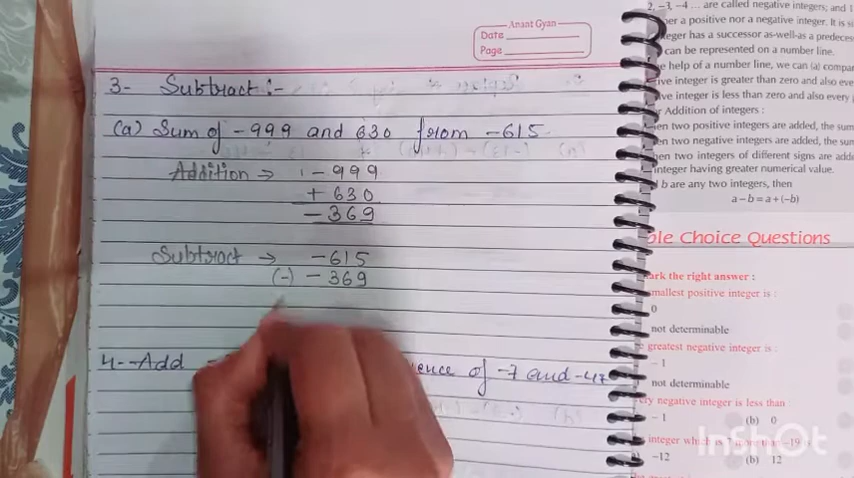 Anant Gyan
Date
Page
3- Subtract :-
(a) Sum of -999 and 630 from -615
Addition → -999
+ 630
-369
Subtract → -615
(-) -369
4- Add
of -7 and -47
2, -3, -4 ... are called negative integers; and
a positive nor a negative integer. It is
has a successor as-well-as a
can be represented on a number line.
help of a number line, we can (a)
integer is greater than zero and also
integer is less than zero and also every
Addition of integers :
two positive integers are added, the sum
two negative integers are added, the
two integers of different signs are
integer having greater numerical value.
b are any two integers, then
a - b = a + (-b)
Choice Questions
the right answer :
smallest positive integer is :
0
not determinable
greatest negative integer is :
- 1
not determinable
negative integer is less than
- 1 (b) 0
integer which is 7 more than -19
-12 (b) 12
InShot